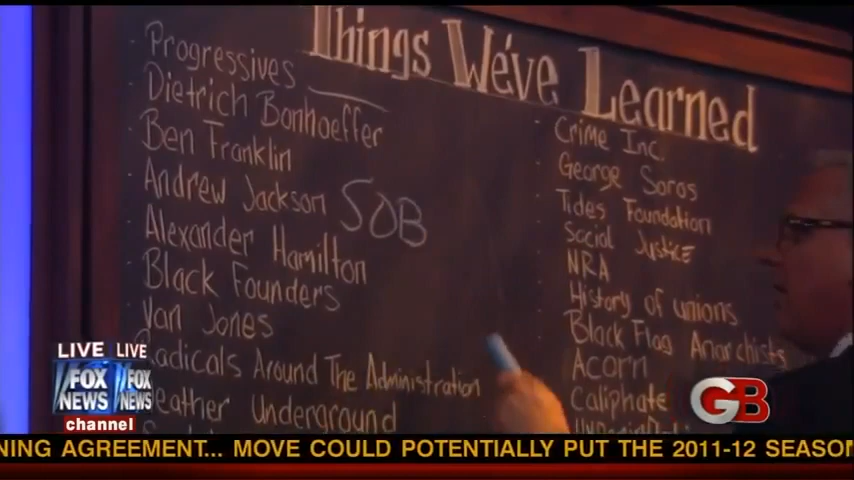 Things We've Learned
Progressives
Dietrich Bonhoeffer
Ben Franklin
Andrew Jackson SOB
Alexander Hamilton
Black Founders
Van Jones
Radicals Around The Administration
Weather Underground
Crime Inc.
George Soros
Tides Foundation
Social Justice
NRA
History of unions
Black Flag Anarchists
Acorn
Caliphate
LIVE LIVE
FOX NEWS FOX NEWS
channel
GB
NING AGREEMENT... MOVE COULD POTENTIALLY PUT THE 2011-12 SEASON